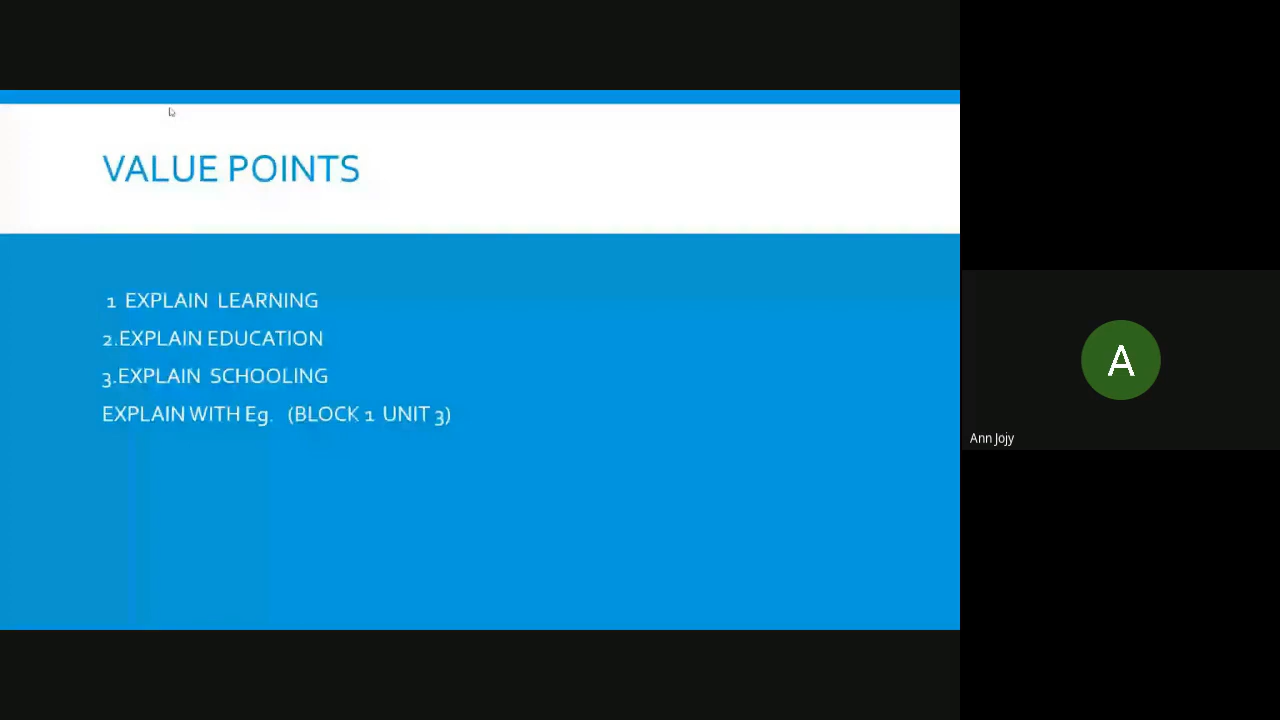 VALUE POINTS
1 EXPLAIN LEARNING
2.EXPLAIN EDUCATION
3.EXPLAIN SCHOOLING
EXPLAIN WITH Eg. (BLOCK 1 UNIT 3)
A
Ann Jojy